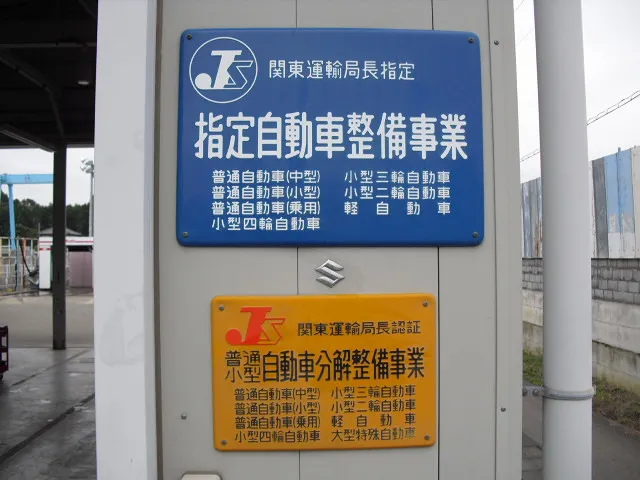 JS 関東運輸局長指定
指定自動車整備事業
普通自動車(中型) 小型三輪自動車
普通自動車(小型) 小型二輪自動車
普通自動車(乗用) 軽自動車
小型四輪自動車
JS 関東運輸局長認証
普通
小型 自動車分解整備事業
普通自動車(中型) 小型三輪自動車
普通自動車(小型) 小型二輪自動車
普通自動車(乗用) 軽自動車
小型四輪自動車 大型特殊自動車